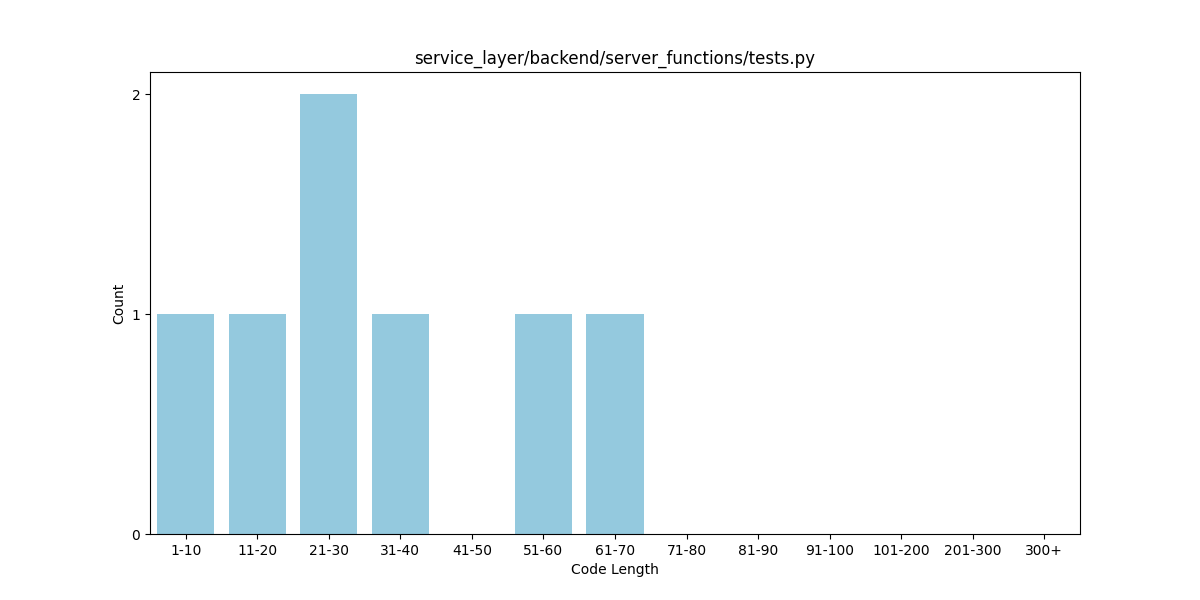 service_layer/backend/server_functions/tests.py
2
1
0
Count
1-10 11-20 21-30 31-40 41-50 51-60 61-70 71-80 81-90 91-100 101-200 201-300 300+
Code Length